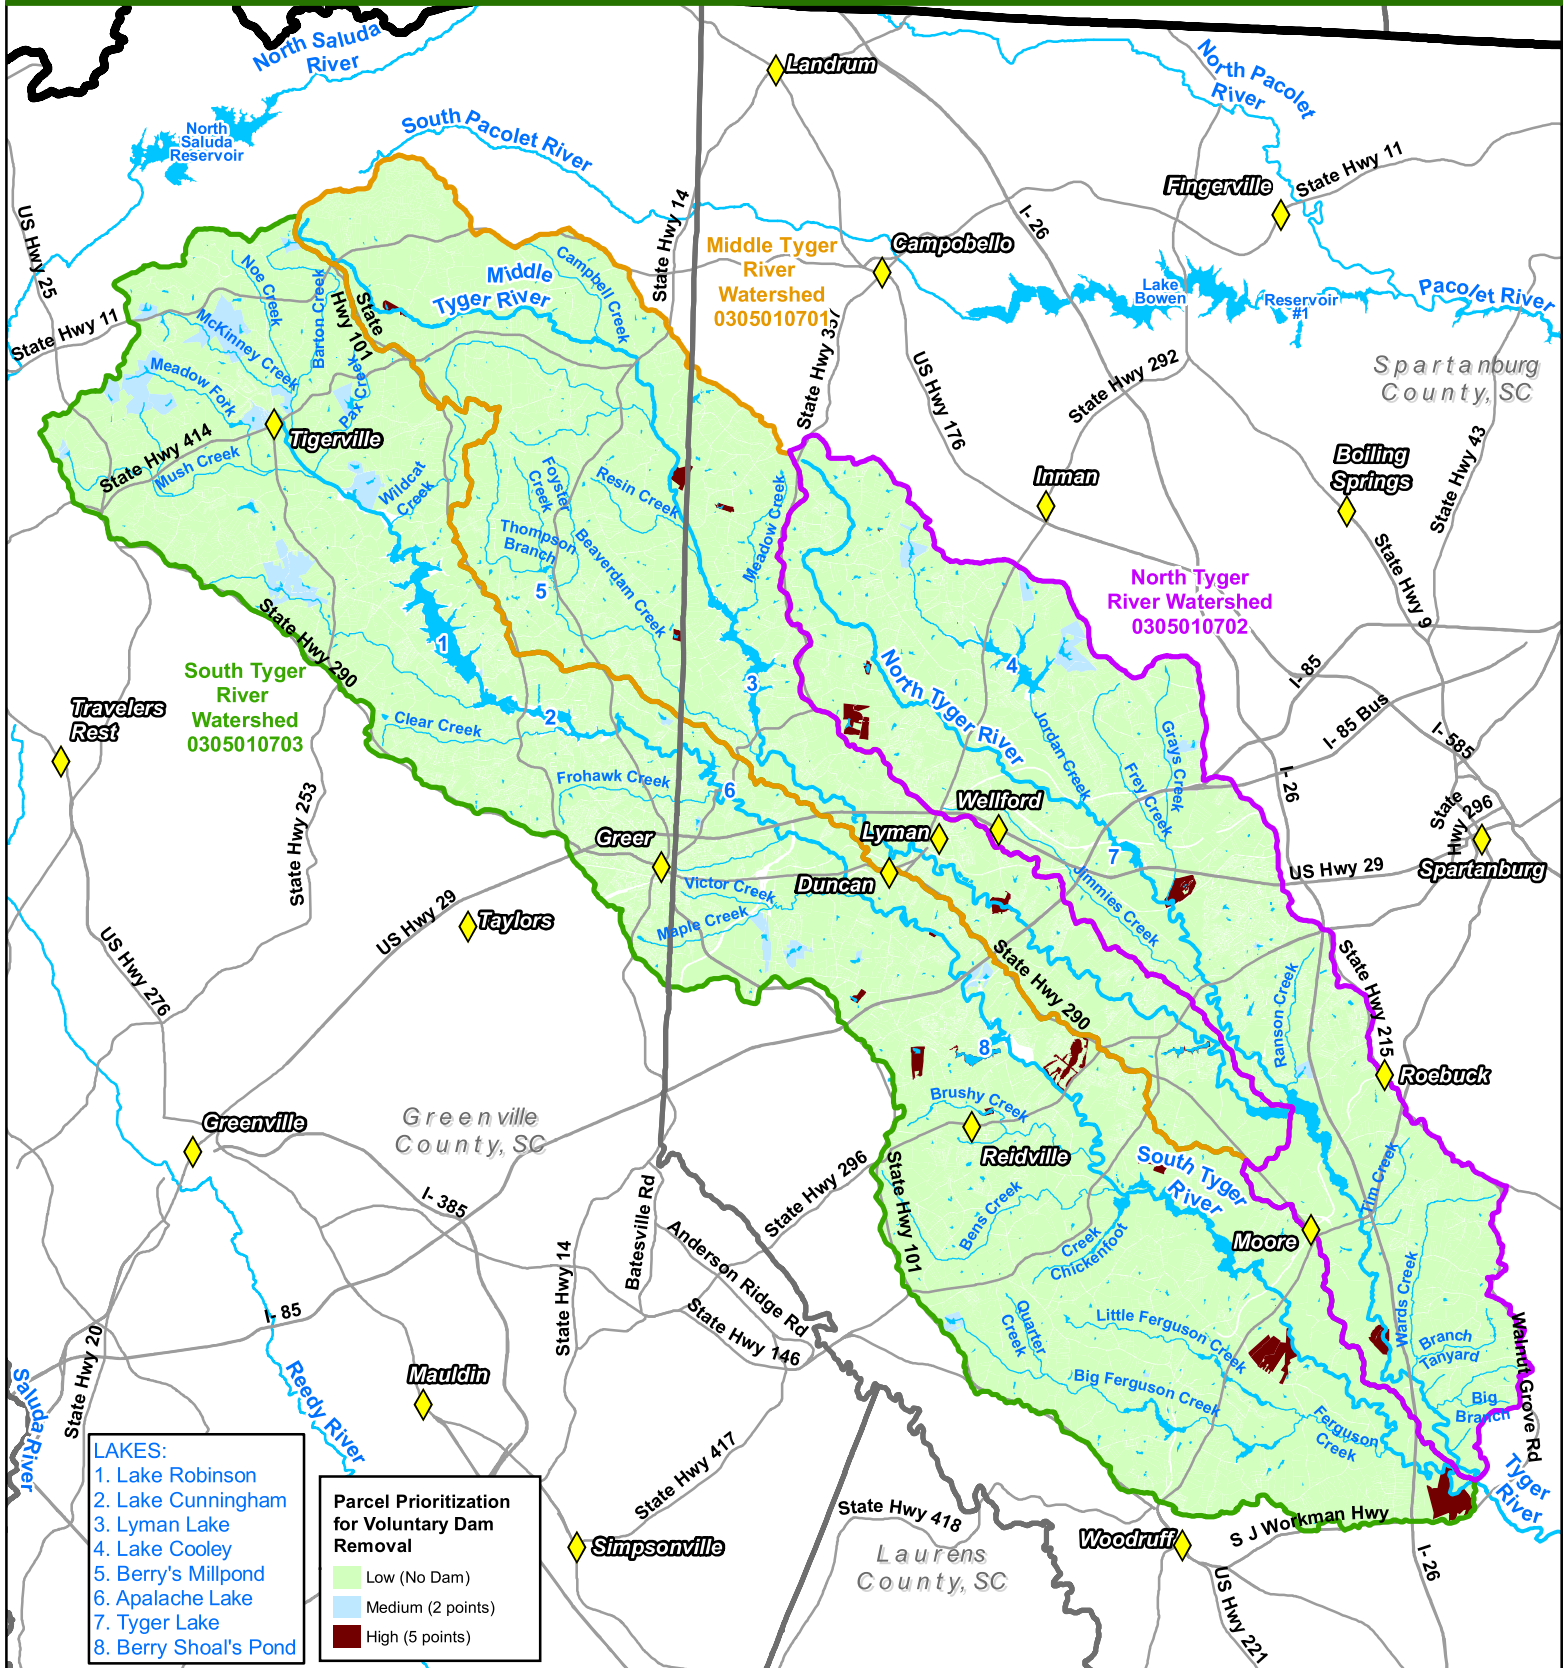 North Saluda
River
Landrum
North Pacolet
River
North
Saluda
Reservoir
South Pacolet River
State Hwy 11
Fingerville
US Hwy 25
State Hwy 14
I- 26
Campobello
Middle Tyger
River
Watershed
0305010701
Noe Creek
Barton Creek
State
Hwy 101
Middle
Tyger River
Campbell Creek
Lake
Bowen
Reservoir
#1
Pacolet River
State Hwy 11
McKinney Creek
Meadow Fork
Pax Creek
State Hwy 357
US Hwy 176
State Hwy 292
Spartanburg
County, SC
Tigerville
State Hwy 414
Mush Creek
Wildcat
Creek
Foyster
Creek
Resin Creek
Thompson
Branch
Beaverdam Creek
Meadow Creek
Inman
Boiling
Springs
State Hwy 43
State Hwy 9
5
North Tyger
River Watershed
0305010702
State Hwy 290
1
South Tyger
River
Watershed
0305010703
3
4
2
North Tyger River
Jordan Creek
Grays Creek
Frey Creek
I- 85
I- 85 Bus
I- 585
I- 26
Travelers
Rest
Clear Creek
Frohawk Creek
6
State Hwy 253
Wellford
Lyman
Greer
Duncan
7
State
Hwy 296
Spartanburg
US Hwy 29
Victor Creek
Maple Creek
Jimmies Creek
US Hwy 29
Taylors
US Hwy 276
State Hwy 290
Ranson Creek
State Hwy 215
8
Roebuck
Brushy Creek
Reidville
Greenville
Greenville
County, SC
State Hwy 296
State Hwy 101
South Tyger
River
Tim Creek
I- 385
Batesville Rd
Anderson Ridge Rd
Bens Creek
Creek
Chickenfoot
Moore
State Hwy 14
State Hwy 146
I- 85
State Hwy 20
Saluda River
Reedy River
Mauldin
Quarter
Creek
Little Ferguson Creek
Big Ferguson Creek
Ferguson
Creek
Wards Creek
Branch
Tanyard
Big
Branch
Walnut Grove Rd
Tyger
River
State Hwy 417
State Hwy 418
Laurens
County, SC
Simpsonville
Woodruff
S J Workman Hwy
US Hwy 221
I- 26
LAKES:
1. Lake Robinson
2. Lake Cunningham
3. Lyman Lake
4. Lake Cooley
5. Berry's Millpond
6. Apalache Lake
7. Tyger Lake
8. Berry Shoal's Pond
Parcel Prioritization
for Voluntary Dam
Removal
Low (No Dam)
Medium (2 points)
High (5 points)